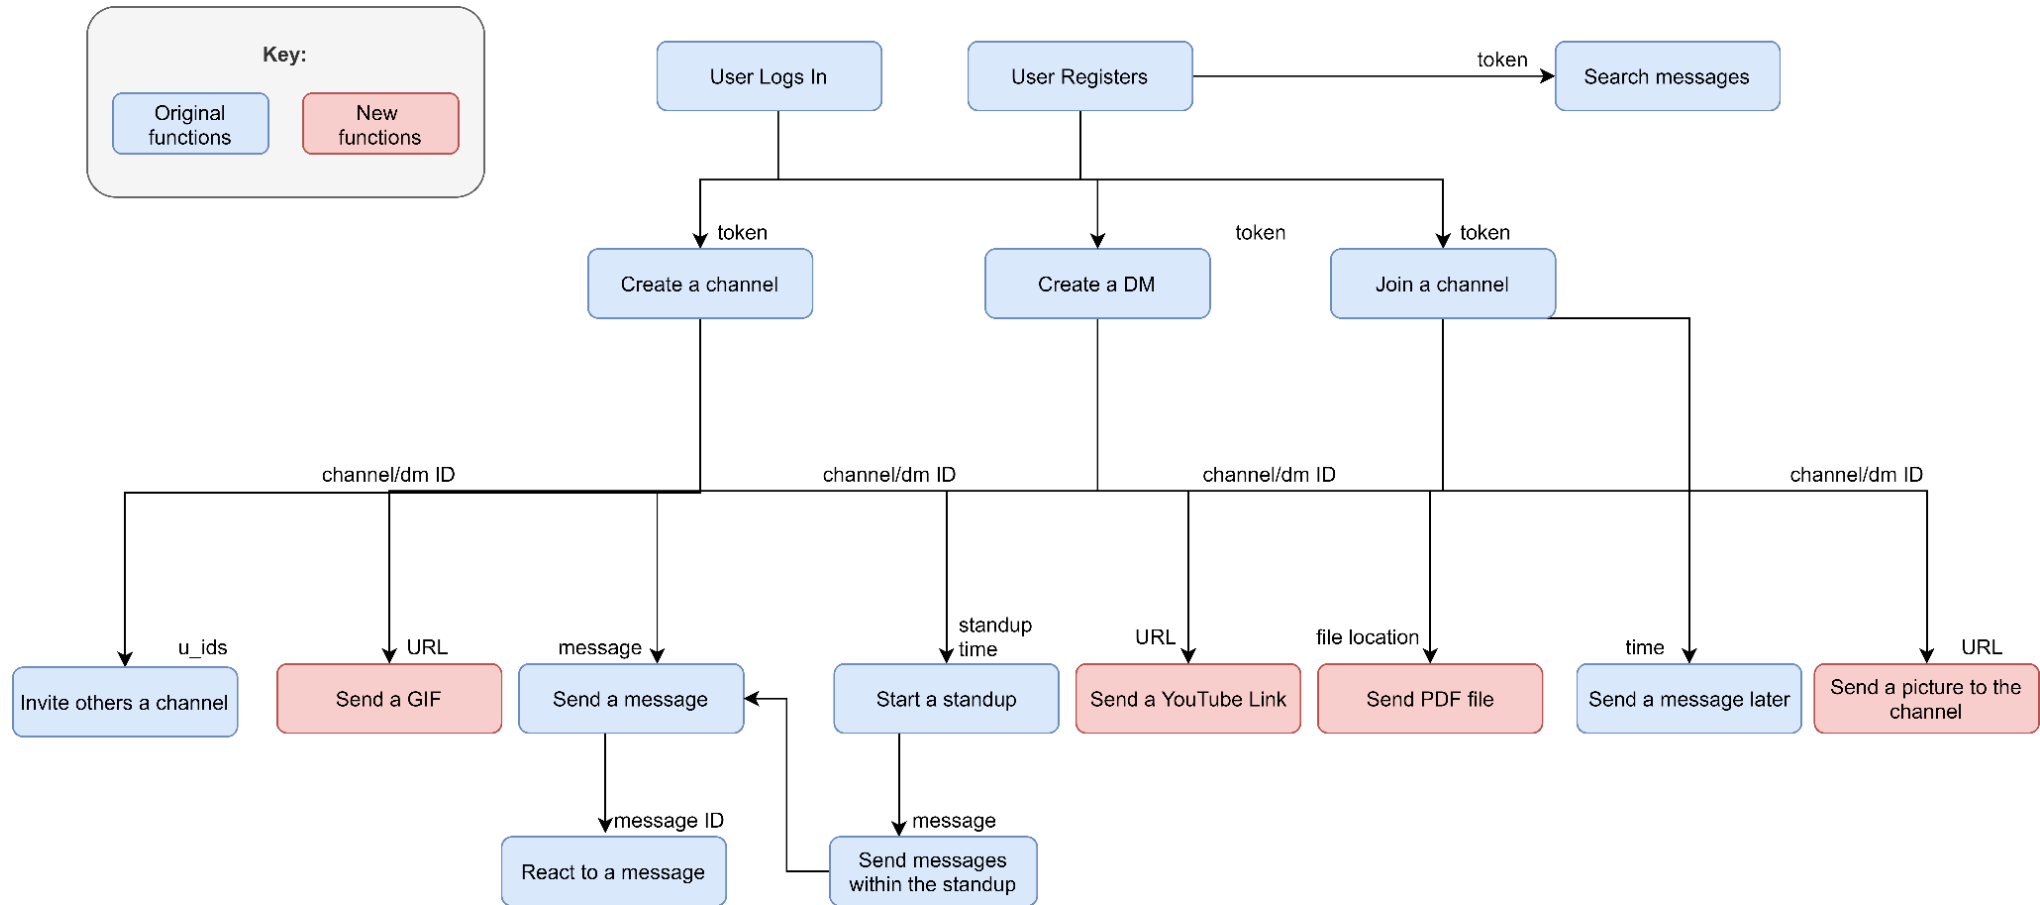 Key:
Original
functions
New
functions
User Logs In
User Registers
token
Search messages
token
token
token
Create a channel
Create a DM
Join a channel
channel/dm ID
channel/dm ID
channel/dm ID
channel/dm ID
u_ids
URL
message
standup
time
URL
file location
time
URL
Invite others a channel
Send a GIF
Send a message
Start a standup
Send a YouTube Link
Send PDF file
Send a message later
Send a picture to the
channel
message ID
message
React to a message
Send messages
within the standup